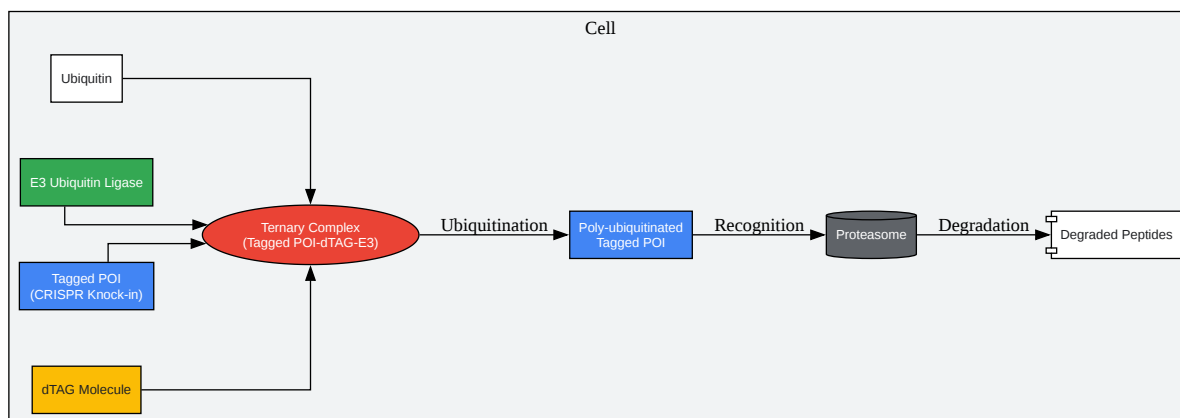 Cell
Ubiquitin
E3 Ubiquitin Ligase
Tagged POI
(CRISPR Knock-in)
dTAG Molecule
Ternary Complex
(Tagged POI-dTAG-E3)
Ubiquitination
Poly-ubiquitinated
Tagged POI
Recognition
Proteasome
Degradation
Degraded Peptides